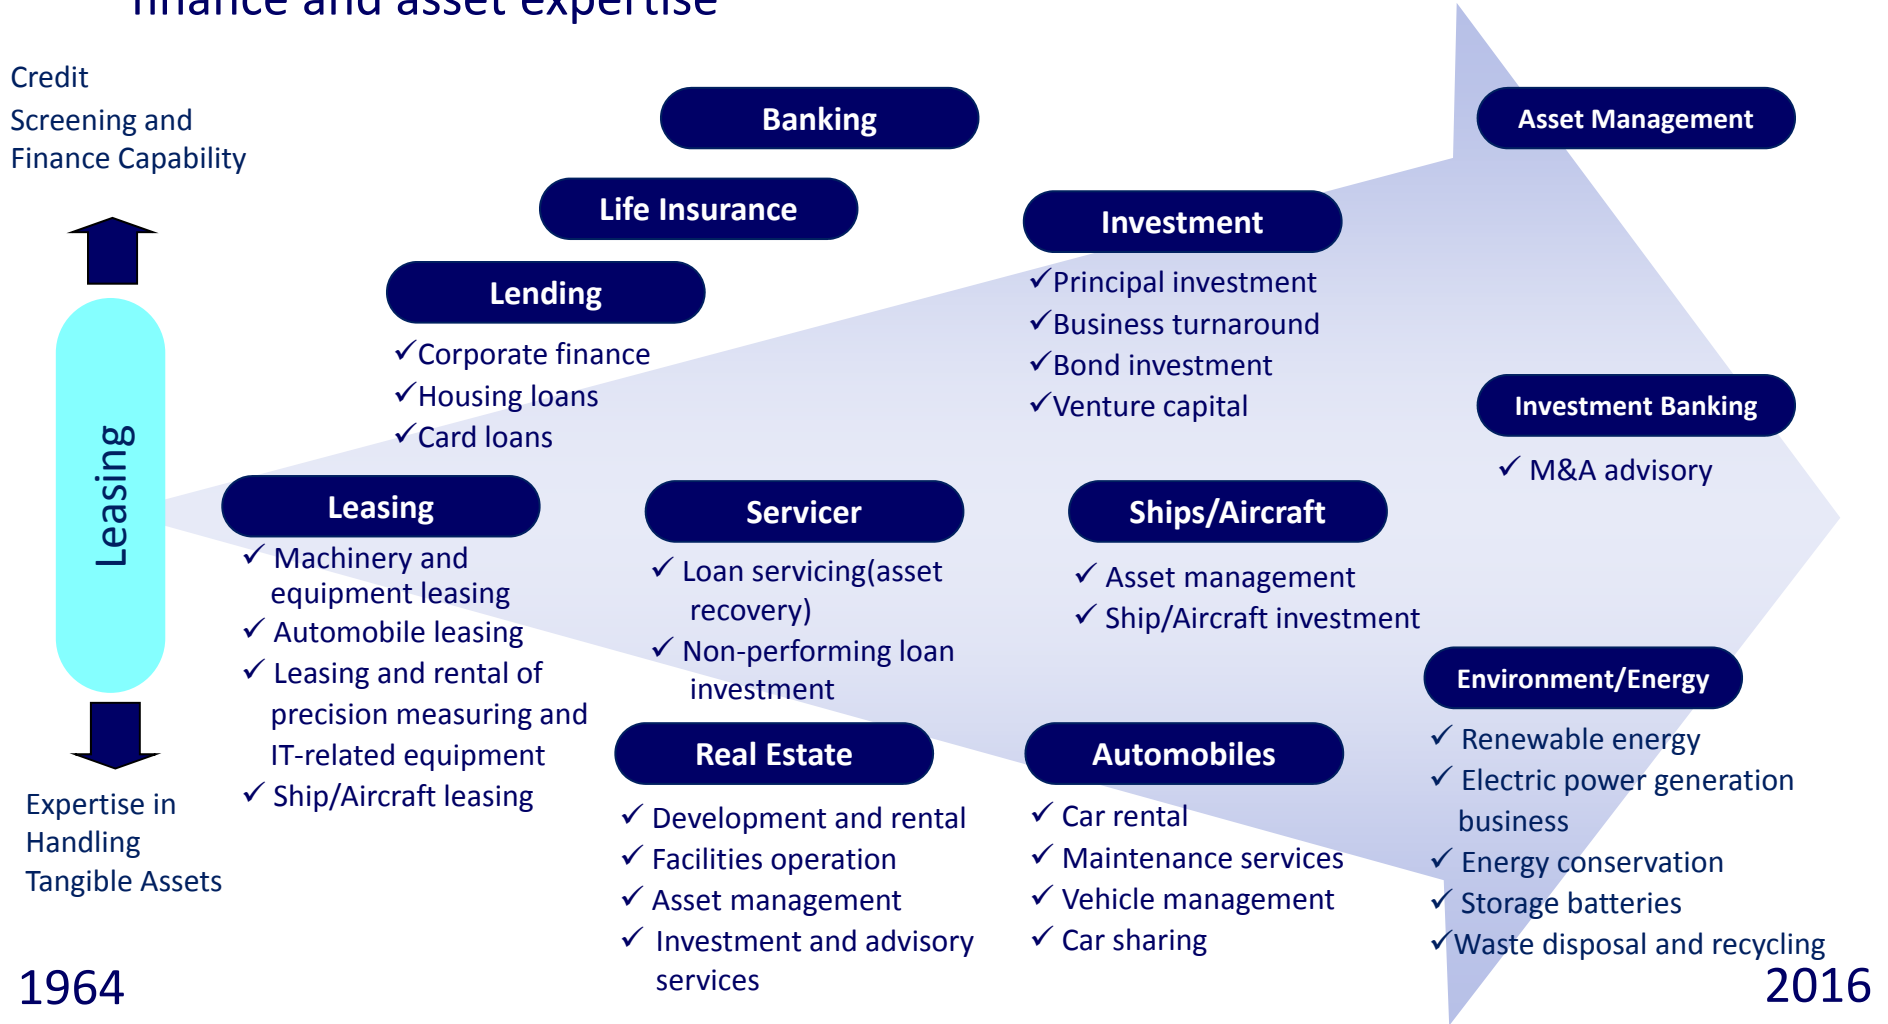 finance and asset expertise
Credit
Screening and
Finance Capability
Leasing
Expertise in
Handling
Tangible Assets
1964
Banking
Life Insurance
Lending
✓Corporate finance
✓Housing loans
✓Card loans
Leasing
✓ Machinery and
equipment leasing
✓ Automobile leasing
✓ Leasing and rental of
precision measuring and
IT-related equipment
✓ Ship/Aircraft leasing
Servicer
✓ Loan servicing(asset
recovery)
✓ Non-performing loan
investment
Real Estate
✓ Development and rental
✓ Facilities operation
✓ Asset management
✓ Investment and advisory
services
Investment
✓Principal investment
✓Business turnaround
✓Bond investment
✓Venture capital
Ships/Aircraft
✓ Asset management
✓ Ship/Aircraft investment
Automobiles
✓ Car rental
✓ Maintenance services
✓ Vehicle management
✓ Car sharing
Asset Management
Investment Banking
✓ M&A advisory
Environment/Energy
✓ Renewable energy
✓ Electric power generation
business
✓ Energy conservation
✓ Storage batteries
✓Waste disposal and recycling
2016